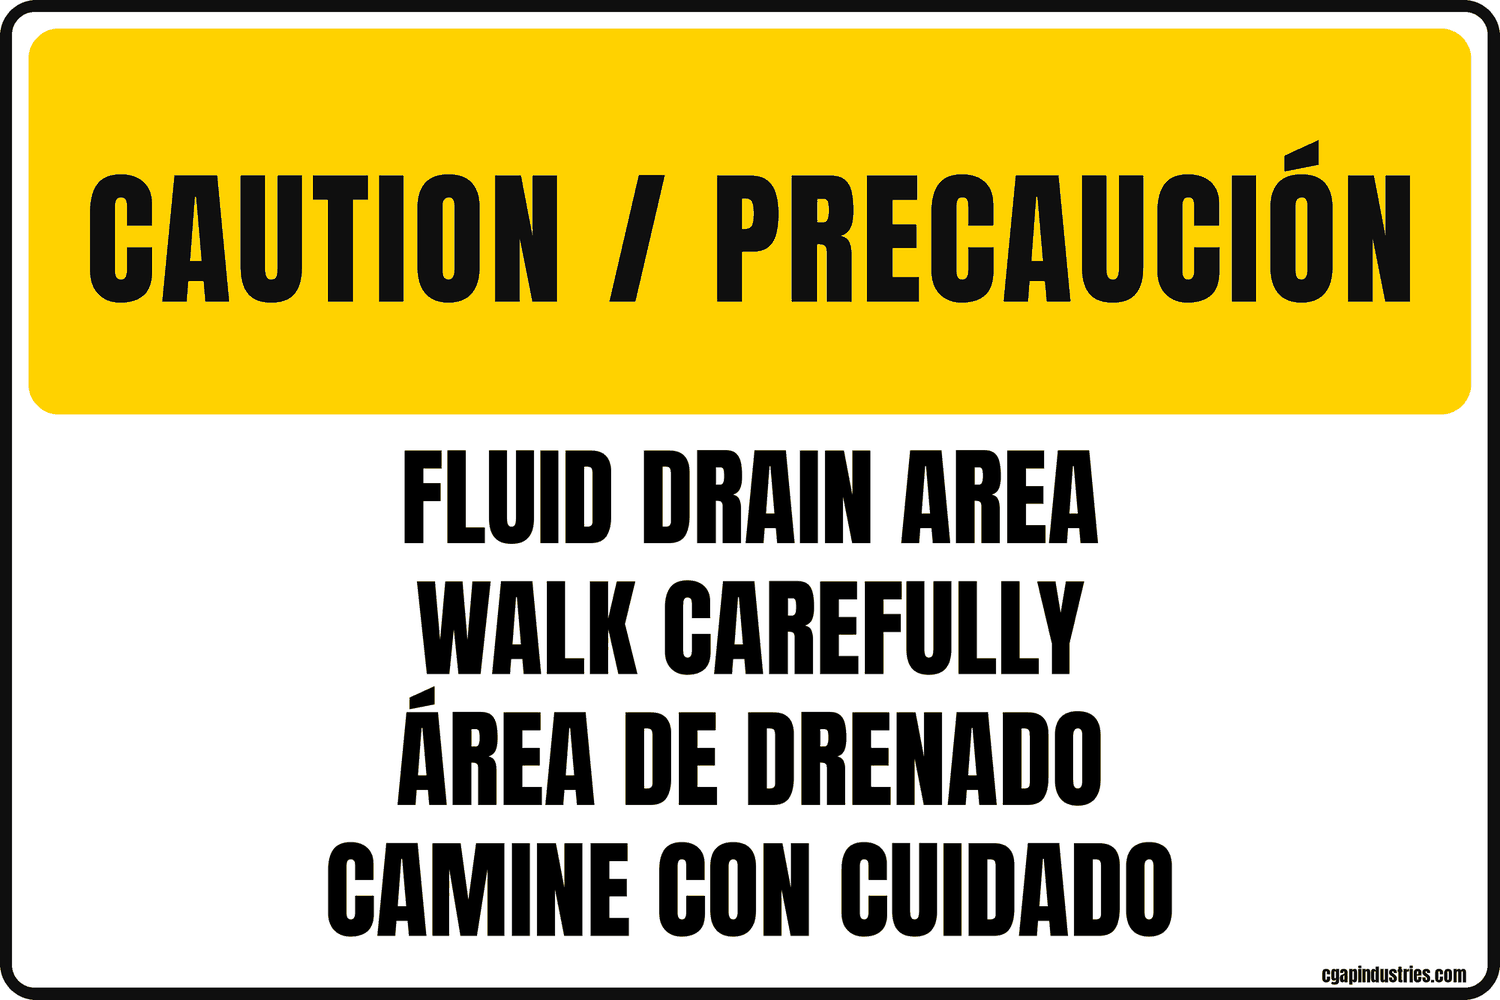 CAUTION / PRECAUCIÓN
FLUID DRAIN AREA
WALK CAREFULLY
ÁREA DE DRENADO
CAMINE CON CUIDADO
cgapindustries.com